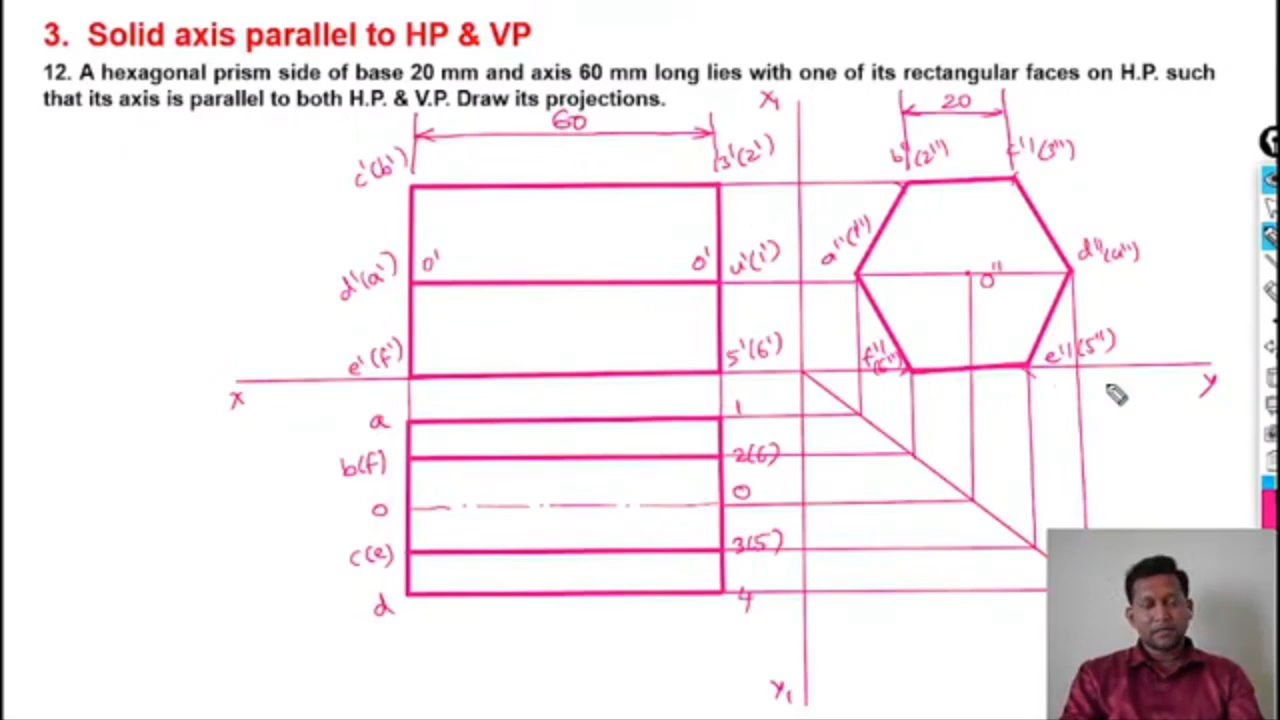 3. Solid axis parallel to HP & VP
12. A hexagonal prism side of base 20 mm and axis 60 mm long lies with one of its rectangular faces on H.P. such
that its axis is parallel to both H.P. & V.P. Draw its projections.
X₁
20
60
c'(b')
3'(2')
b''(2'')
c''(3'')
d'(a')
o'
o'
4'(1')
a''(1'')
o''
d''(4'')
e'(f')
5'(6')
f''(6'')
e''(5'')
X
Y
a
1
b(f)
2(6)
o
o
c(e)
3(5)
d
4
Y₁